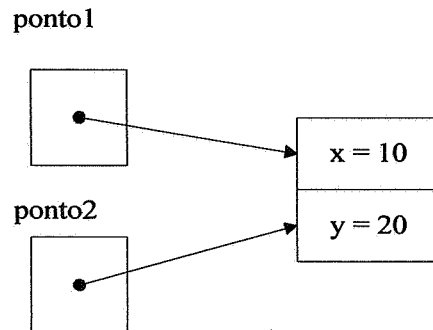 ponto1
x = 10
ponto2
y = 20